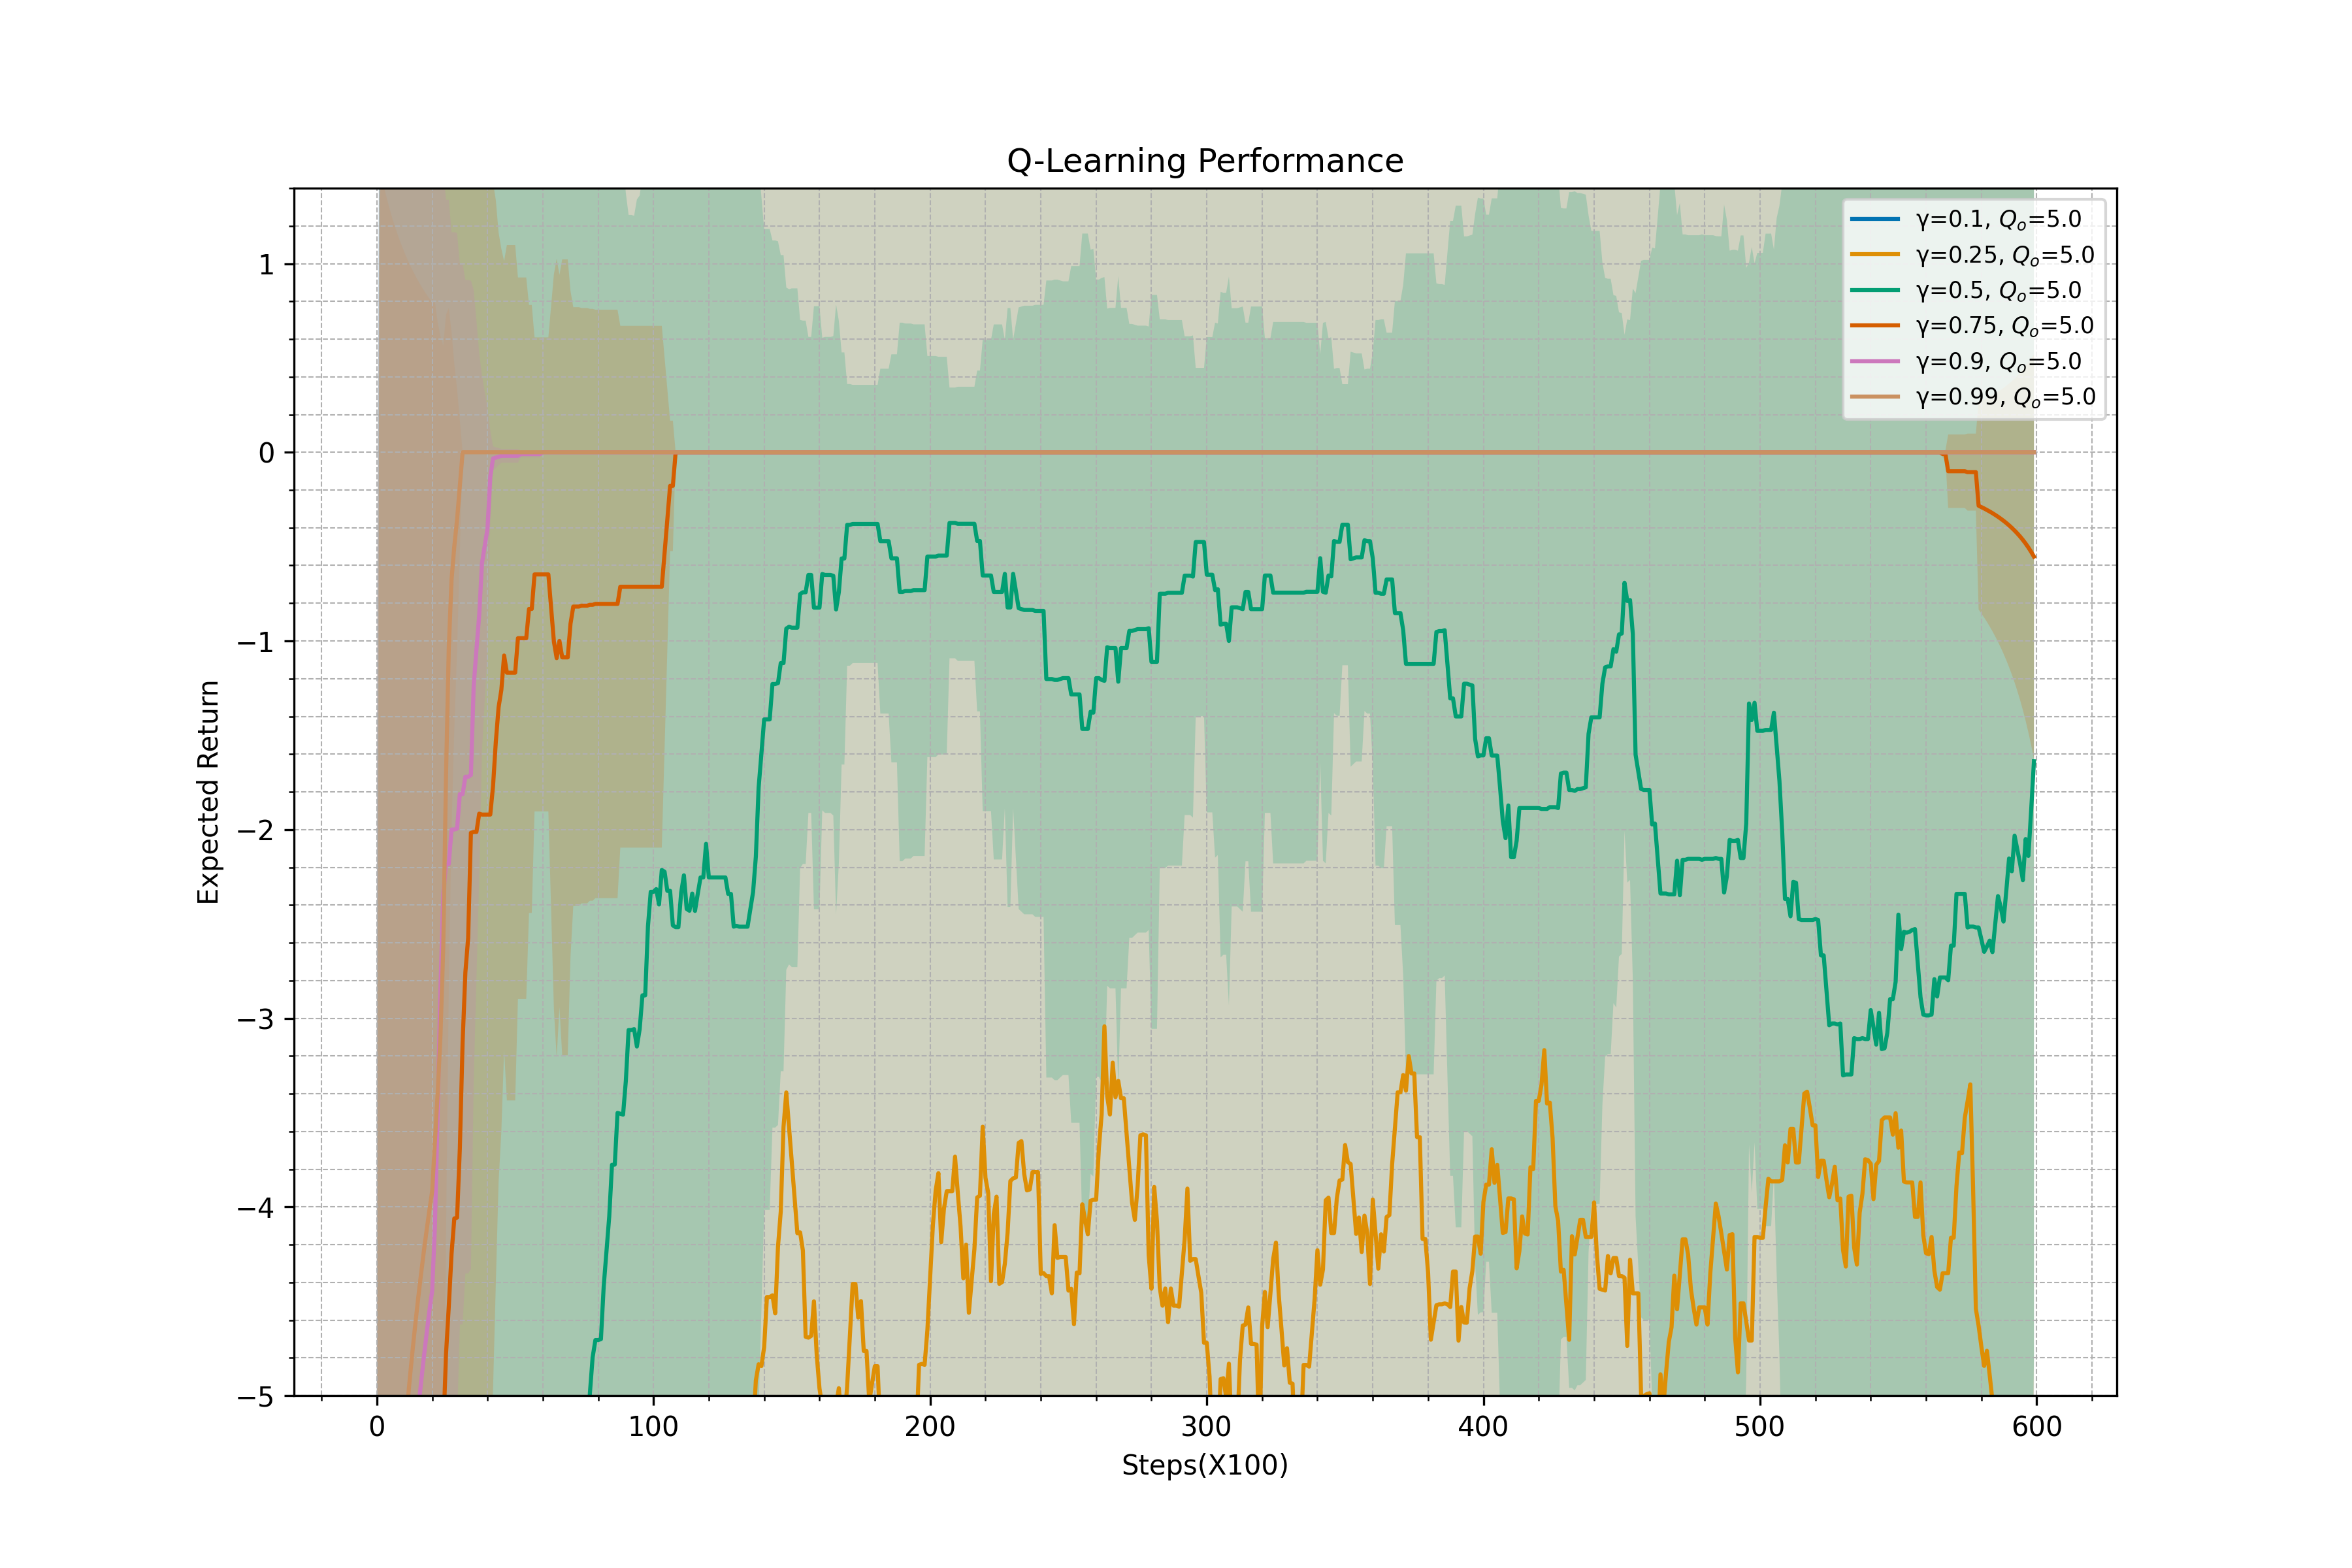 Q-Learning Performance
1
0
−1
−2
−3
−4
−5
Expected Return
γ=0.1, Qₒ=5.0
γ=0.25, Qₒ=5.0
γ=0.5, Qₒ=5.0
γ=0.75, Qₒ=5.0
γ=0.9, Qₒ=5.0
γ=0.99, Qₒ=5.0
0 100 200 300 400 500 600
Steps(X100)